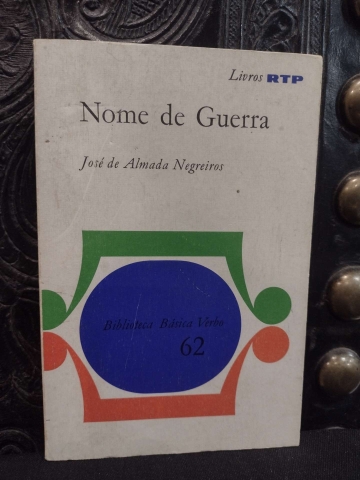 Livros RTP
Nome de Guerra
José de Almada Negreiros
Biblioteca Básica Verbo
62